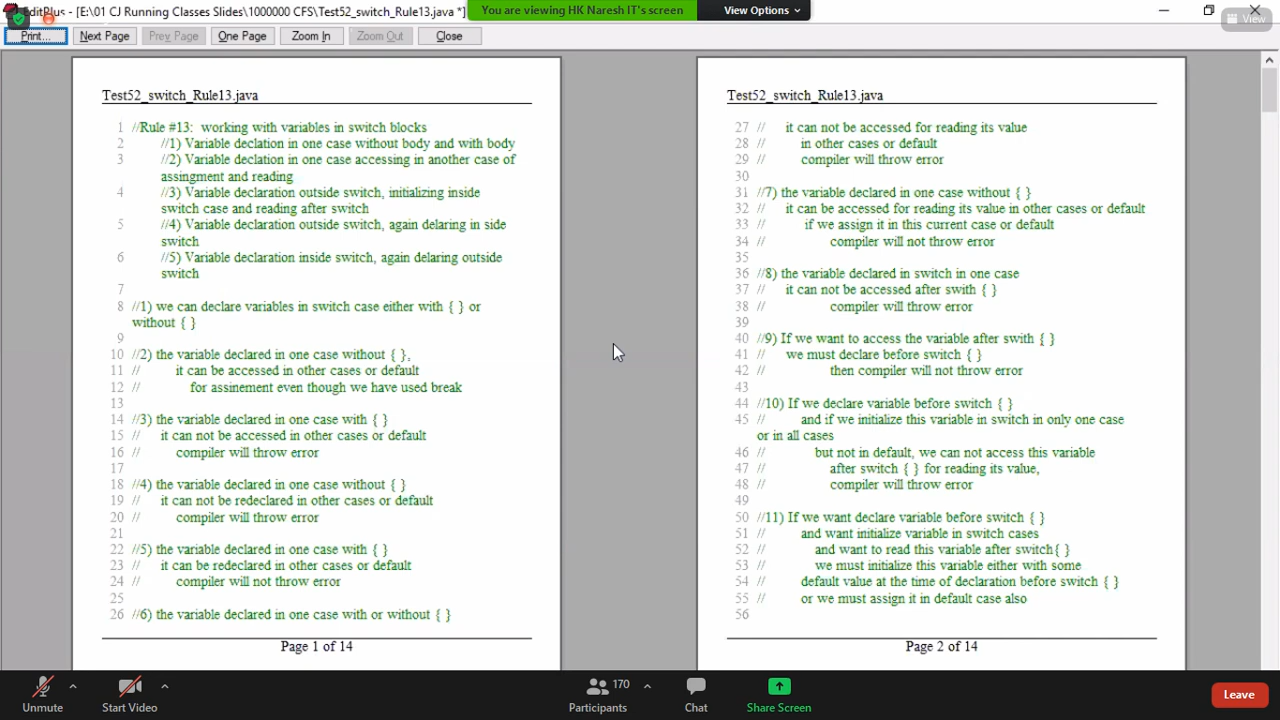 EditPlus - [E:\01 CJ Running Classes Slides\1000000 CFS\Test52_switch_Rule13.java *]
You are viewing HK Naresh IT's screen
View Options
View
Print...
Next Page
Prev Page
One Page
Zoom In
Zoom Out
Close
Test52_switch_Rule13.java
1 //Rule #13: working with variables in switch blocks
2 //1) Variable declation in one case without body and with body
3 //2) Variable declation in one case accessing in another case of
assingment and reading
4 //3) Variable declaration outside switch, initializing inside
switch case and reading after switch
5 //4) Variable declaration outside switch, again delaring in side
switch
6 //5) Variable declaration inside switch, again delaring outside
switch
7
8 //1) we can declare variables in switch case either with { } or
without { }
9
10 //2) the variable declared in one case without { },
11 // it can be accessed in other cases or default
12 // for assinement even though we have used break
13
14 //3) the variable declared in one case with { }
15 // it can not be accessed in other cases or default
16 // compiler will throw error
17
18 //4) the variable declared in one case without { }
19 // it can not be redeclared in other cases or default
20 // compiler will throw error
21
22 //5) the variable declared in one case with { }
23 // it can be redeclared in other cases or default
24 // compiler will not throw error
25
26 //6) the variable declared in one case with or without { }
Page 1 of 14
Test52_switch_Rule13.java
27 // it can not be accessed for reading its value
28 // in other cases or default
29 // compiler will throw error
30
31 //7) the variable declared in one case without { }
32 // it can be accessed for reading its value in other cases or default
33 // if we assign it in this current case or default
34 // compiler will not throw error
35
36 //8) the variable declared in switch in one case
37 // it can not be accessed after swith { }
38 // compiler will throw error
39
40 //9) If we want to access the variable after swith { }
41 // we must declare before switch { }
42 // then compiler will not throw error
43
44 //10) If we declare variable before switch { }
45 // and if we initialize this variable in switch in only one case
or in all cases
46 // but not in default, we can not access this variable
47 // after switch { } for reading its value,
48 // compiler will throw error
49
50 //11) If we want declare variable before switch { }
51 // and want initialize variable in switch cases
52 // and want to read this variable after switch{ }
53 // we must initialize this variable either with some
54 // default value at the time of declaration before switch { }
55 // or we must assign it in default case also
56
Page 2 of 14
Unmute
Start Video
Participants
170
Chat
Share Screen
Leave